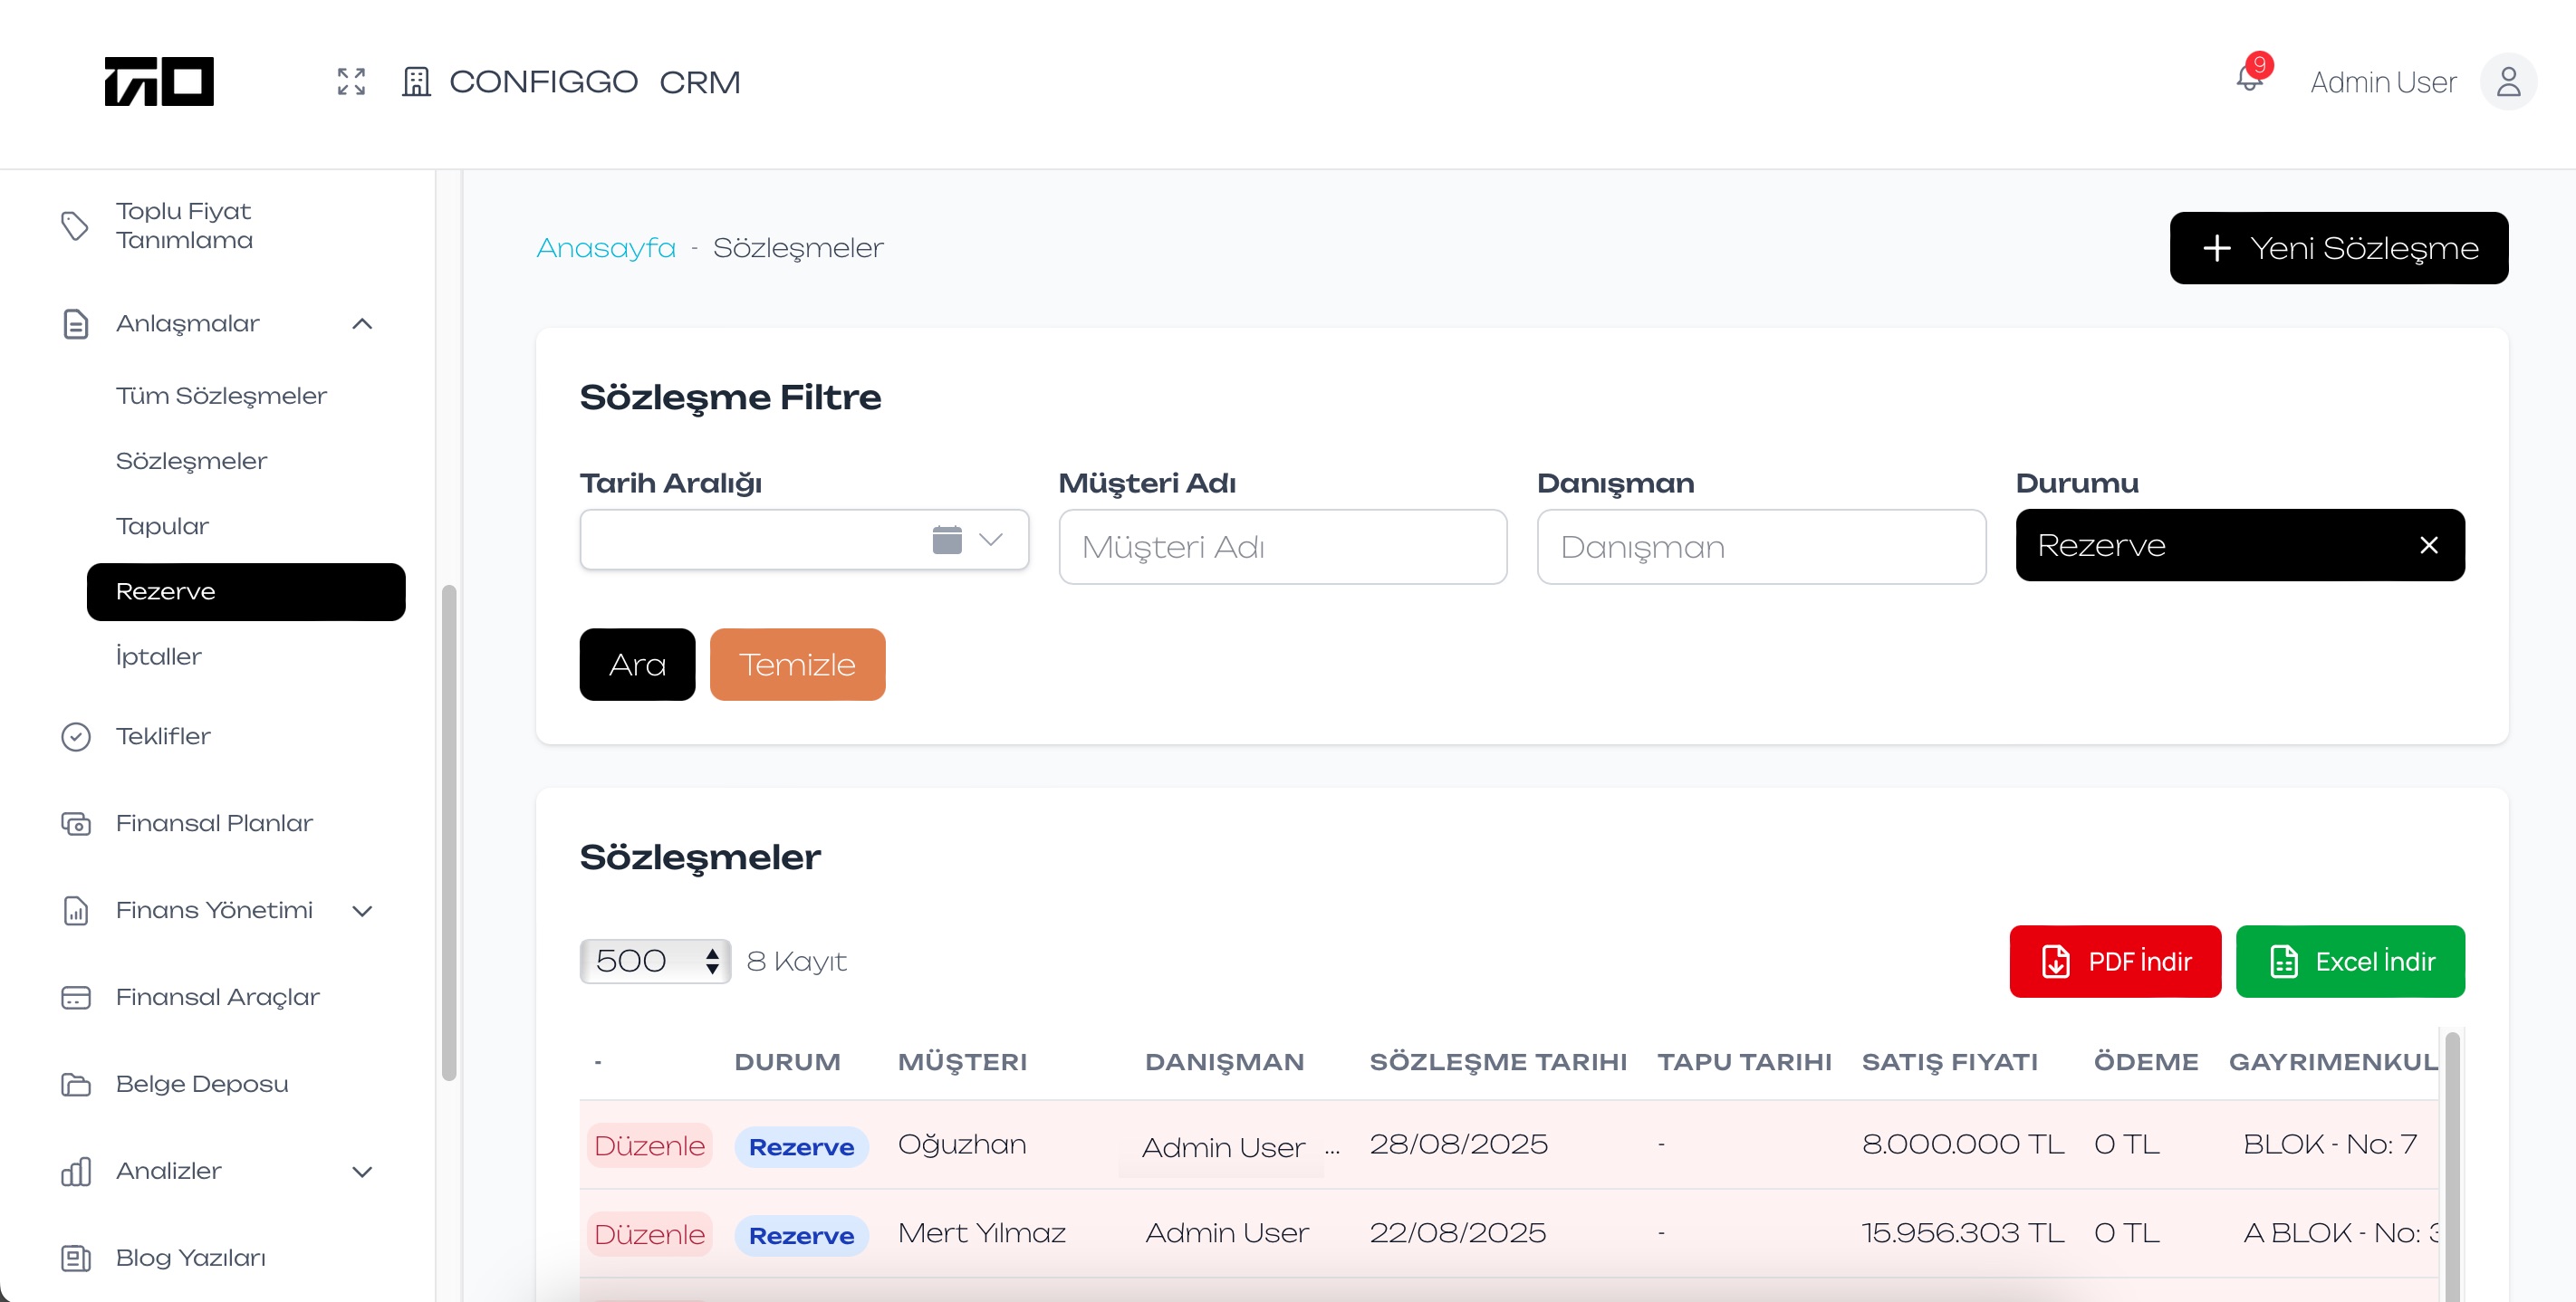 CONFIGGO CRM
9
Admin User
Toplu Fiyat
Tanımlama
Anlaşmalar
Tüm Sözleşmeler
Sözleşmeler
Tapular
Rezerve
İptaller
Teklifler
Finansal Planlar
Finans Yönetimi
Finansal Araçlar
Belge Deposu
Analizler
Blog Yazıları
Anasayfa - Sözleşmeler
+ Yeni Sözleşme
Sözleşme Filtre
Tarih Aralığı Müşteri Adı Danışman Durumu
Müşteri Adı Danışman Rezerve
Ara Temizle
Sözleşmeler
500 8 Kayıt PDF İndir Excel İndir
- DURUM MÜŞTERI DANIŞMAN SÖZLEŞME TARIHI TAPU TARIHI SATIŞ FIYATI ÖDEME GAYRIMENKUL
Düzenle Rezerve Oğuzhan Admin User ... 28/08/2025 - 8.000.000 TL 0 TL BLOK - No: 7
Düzenle Rezerve Mert Yılmaz Admin User 22/08/2025 - 15.956.303 TL 0 TL A BLOK - No: